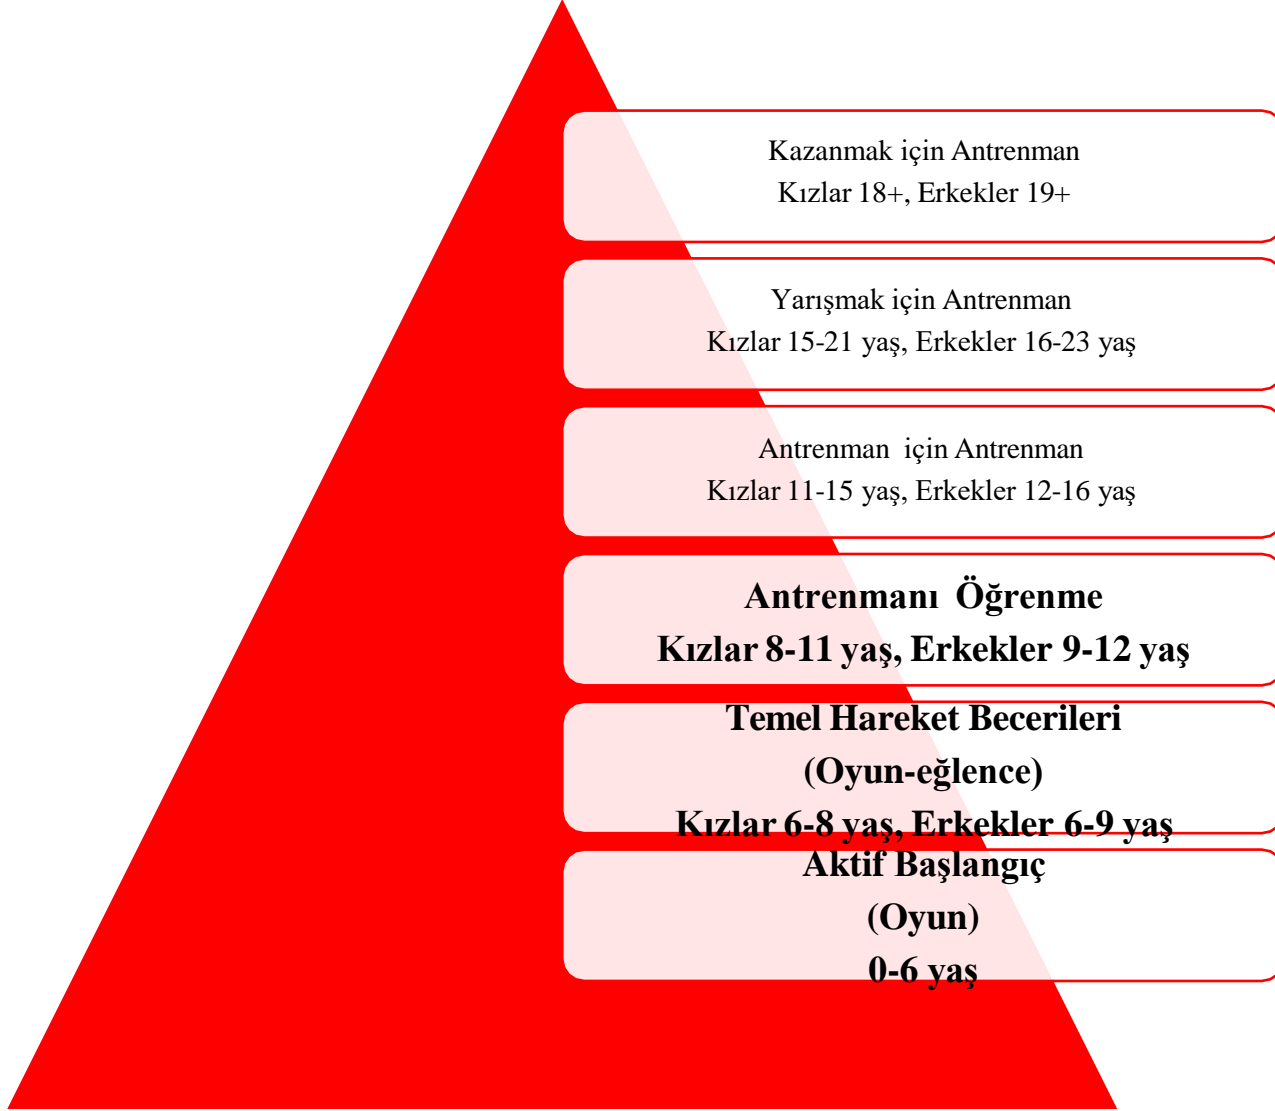 Kazanmak için Antrenman
Kızlar 18+, Erkekler 19+
Yarışmak için Antrenman
Kızlar 15-21 yaş, Erkekler 16-23 yaş
Antrenman  için Antrenman
Kızlar 11-15 yaş, Erkekler 12-16 yaş
Antrenmanı  Öğrenme
Kızlar 8-11 yaş, Erkekler 9-12 yaş
Temel Hareket Becerileri
(Oyun-eğlence)
Kızlar 6-8 yaş, Erkekler 6-9 yaş
Aktif Başlangıç
(Oyun)
0-6 yaş